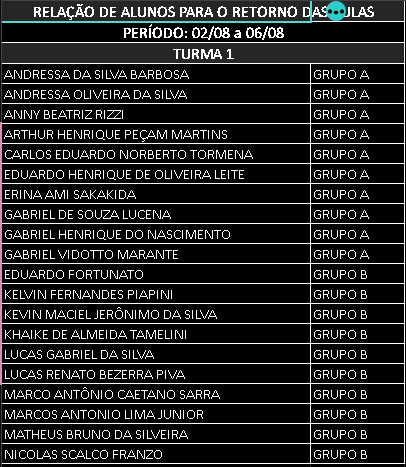 RELAÇÃO DE ALUNOS PARA O RETORNO DAS ULAS
PERÍODO: 02/08 a 06/08
TURMA 1
ANDRESSA DA SILVA BARBOSA GRUPO A
ANDRESSA OLIVEIRA DA SILVA GRUPO A
ANNY BEATRIZ RIZZI GRUPO A
ARTHUR HENRIQUE PEÇAM MARTINS GRUPO A
CARLOS EDUARDO NORBERTO TORMENA GRUPO A
EDUARDO HENRIQUE DE OLIVEIRA LEITE GRUPO A
ERINA AMI SAKAKIDA GRUPO A
GABRIEL DE SOUZA LUCENA GRUPO A
GABRIEL HENRIQUE DO NASCIMENTO GRUPO A
GABRIEL VIDOTTO MARANTE GRUPO A
EDUARDO FORTUNATO GRUPO B
KELVIN FERNANDES PIAPINI GRUPO B
KEVIN MACIEL JERÔNIMO DA SILVA GRUPO B
KHAIKE DE ALMEIDA TAMELINI GRUPO B
LUCAS GABRIEL DA SILVA GRUPO B
LUCAS RENATO BEZERRA PIVA GRUPO B
MARCO ANTÔNIO CAETANO SARRA GRUPO B
MARCOS ANTONIO LIMA JUNIOR GRUPO B
MATHEUS BRUNO DA SILVEIRA GRUPO B
NICOLAS SCALCO FRANZO GRUPO B